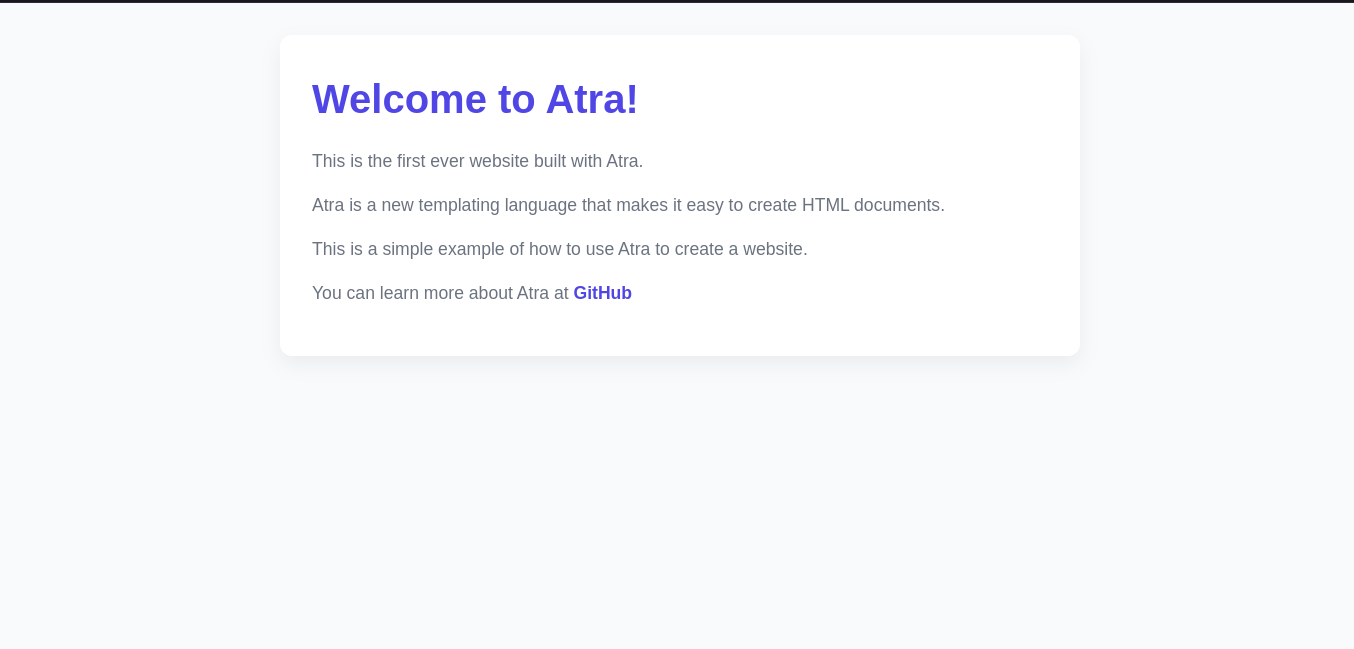 Welcome to Atra!
This is the first ever website built with Atra.
Atra is a new templating language that makes it easy to create HTML documents.
This is a simple example of how to use Atra to create a website.
You can learn more about Atra at GitHub